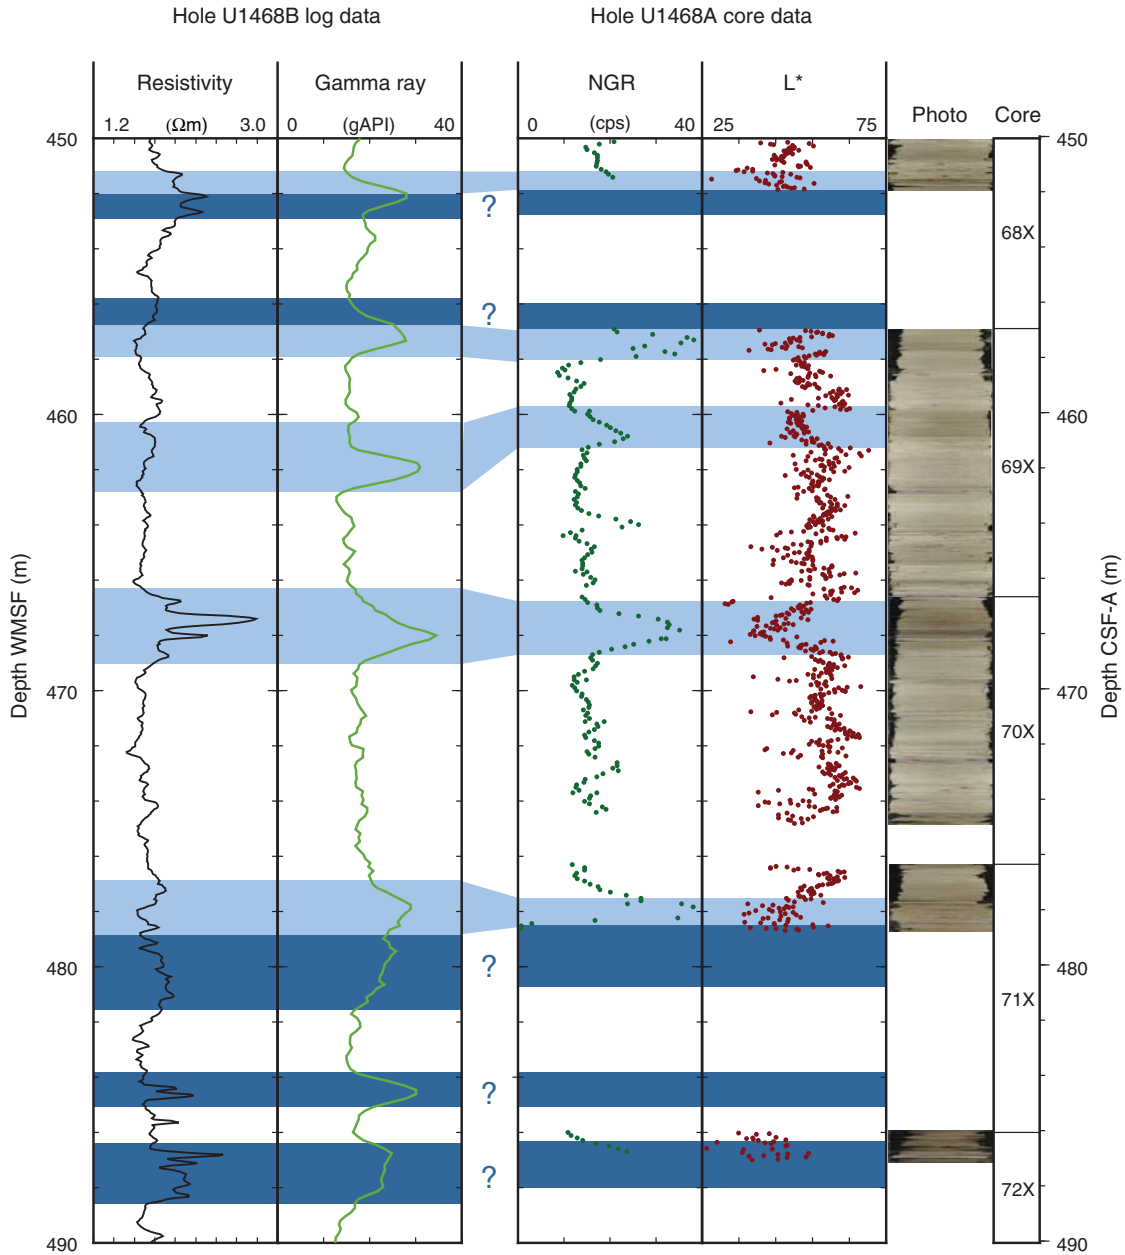 Hole U1468B log data
Hole U1468A core data
Resistivity
Gamma ray
NGR
L*
Photo
Core
1.2 (Ωm) 3.0
0 (gAPI) 40
0 (cps) 40
25 75
450
450
?
68X
?
460
460
69X
Depth WMSF (m)
Depth CSF-A (m)
470
470
70X
480
?
480
71X
?
?
72X
490
490